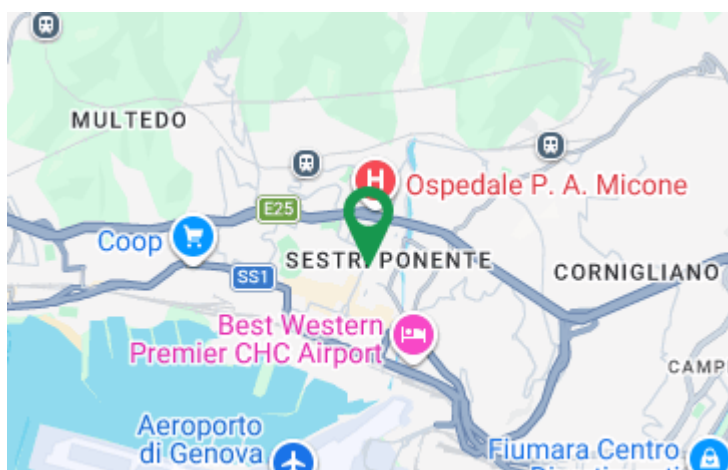 MULTEDO
H
Ospedale P. A. Micone
E25
Coop
SESTRI PONENTE
SS1
CORNIGLIANO
Best Western
Premier CHC Airport
CAMP
Aeroporto
di Genova
Fiumara Centro